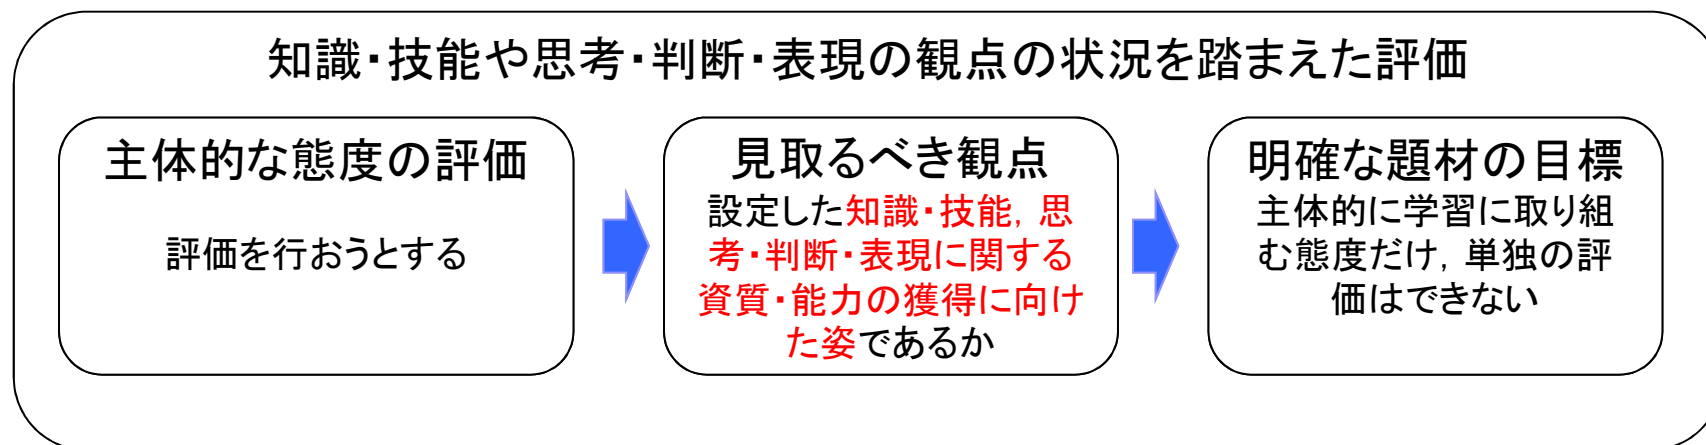 知識・技能や思考・判断・表現の観点の状況を踏まえた評価
主体的な態度の評価
評価を行おうとする
見取るべき観点
設定した知識・技能，思
考・判断・表現に関する
資質・能力の獲得に向け
た姿であるか
明確な題材の目標
主体的に学習に取り組
む態度だけ，単独の評
価はできない